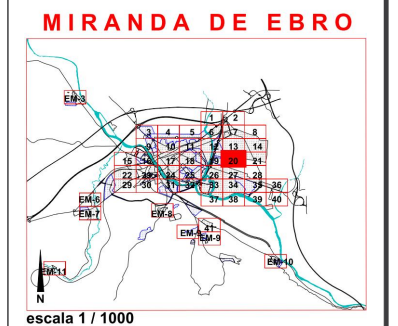 MIRANDA DE EBRO
EM-3
1 2
3 4 5 6 7 8
9 10 11 12 13 14
15 16 17 18 19 20 21
22 23 24 25 26 27 28
29 30 31 32 33 34 35 36
37 38 39 40
EM-6
EM-7
EM-8
41
EM-9
EM-9
EM-10
EM-11
N
escala 1 / 1000